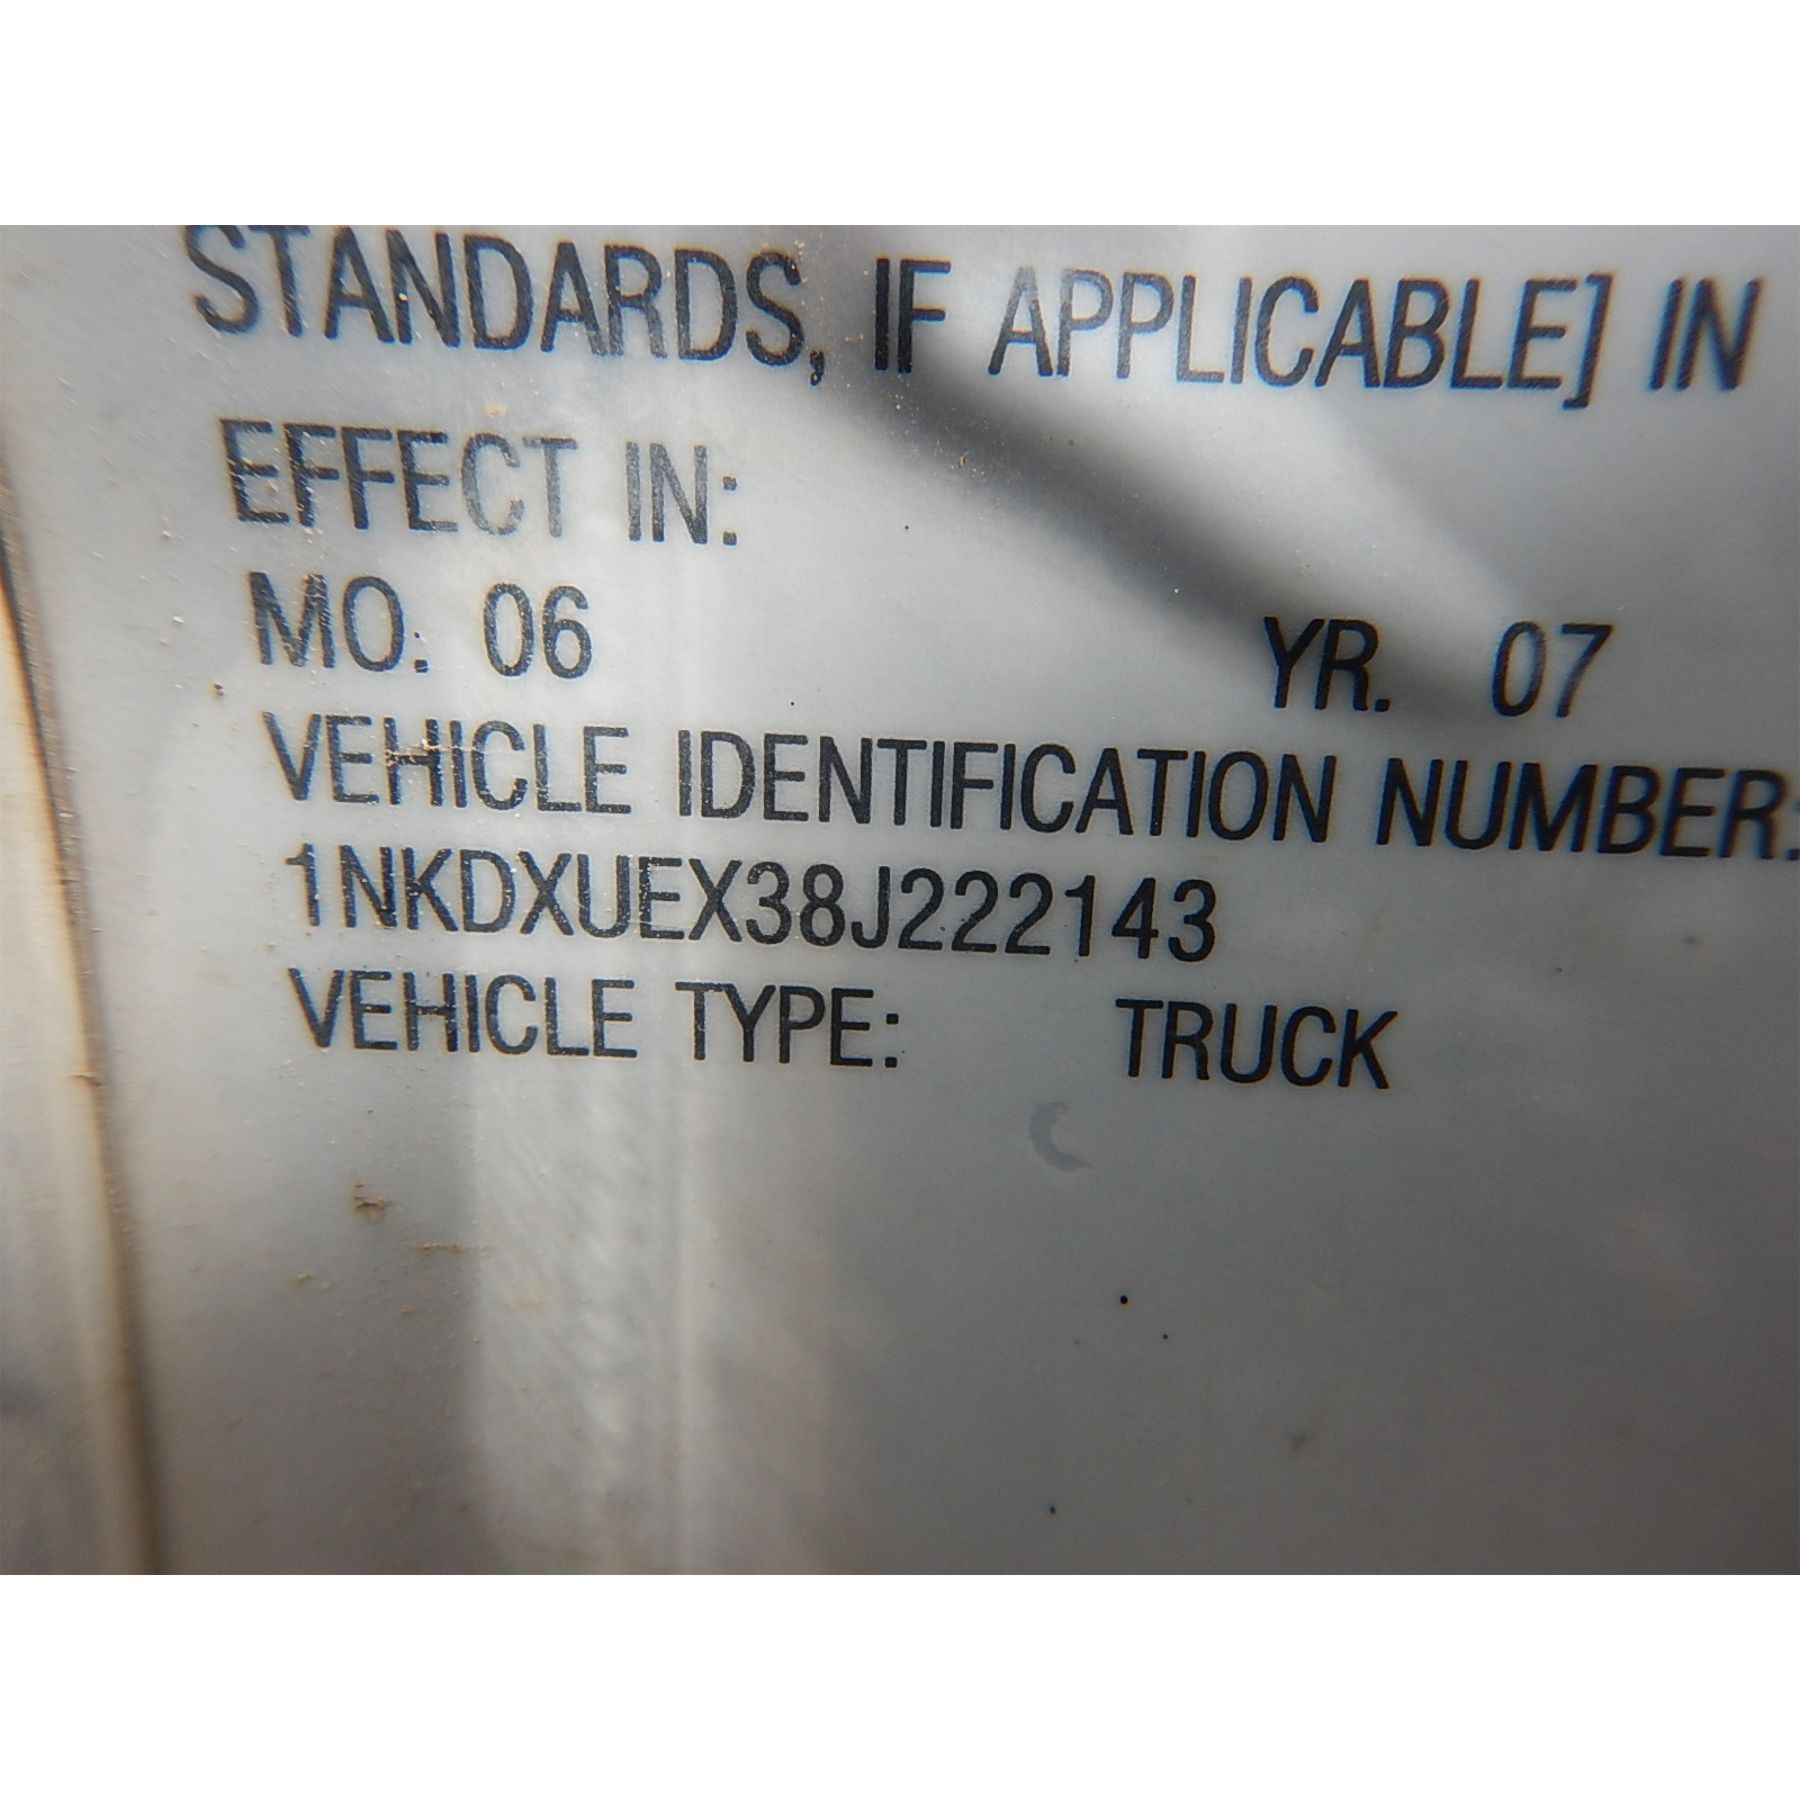 STANDARDS, IF APPLICABLE] IN
EFFECT IN:
MO. 06 YR. 07
VEHICLE IDENTIFICATION NUMBER:
1NKDXUEX38J222143
VEHICLE TYPE: TRUCK